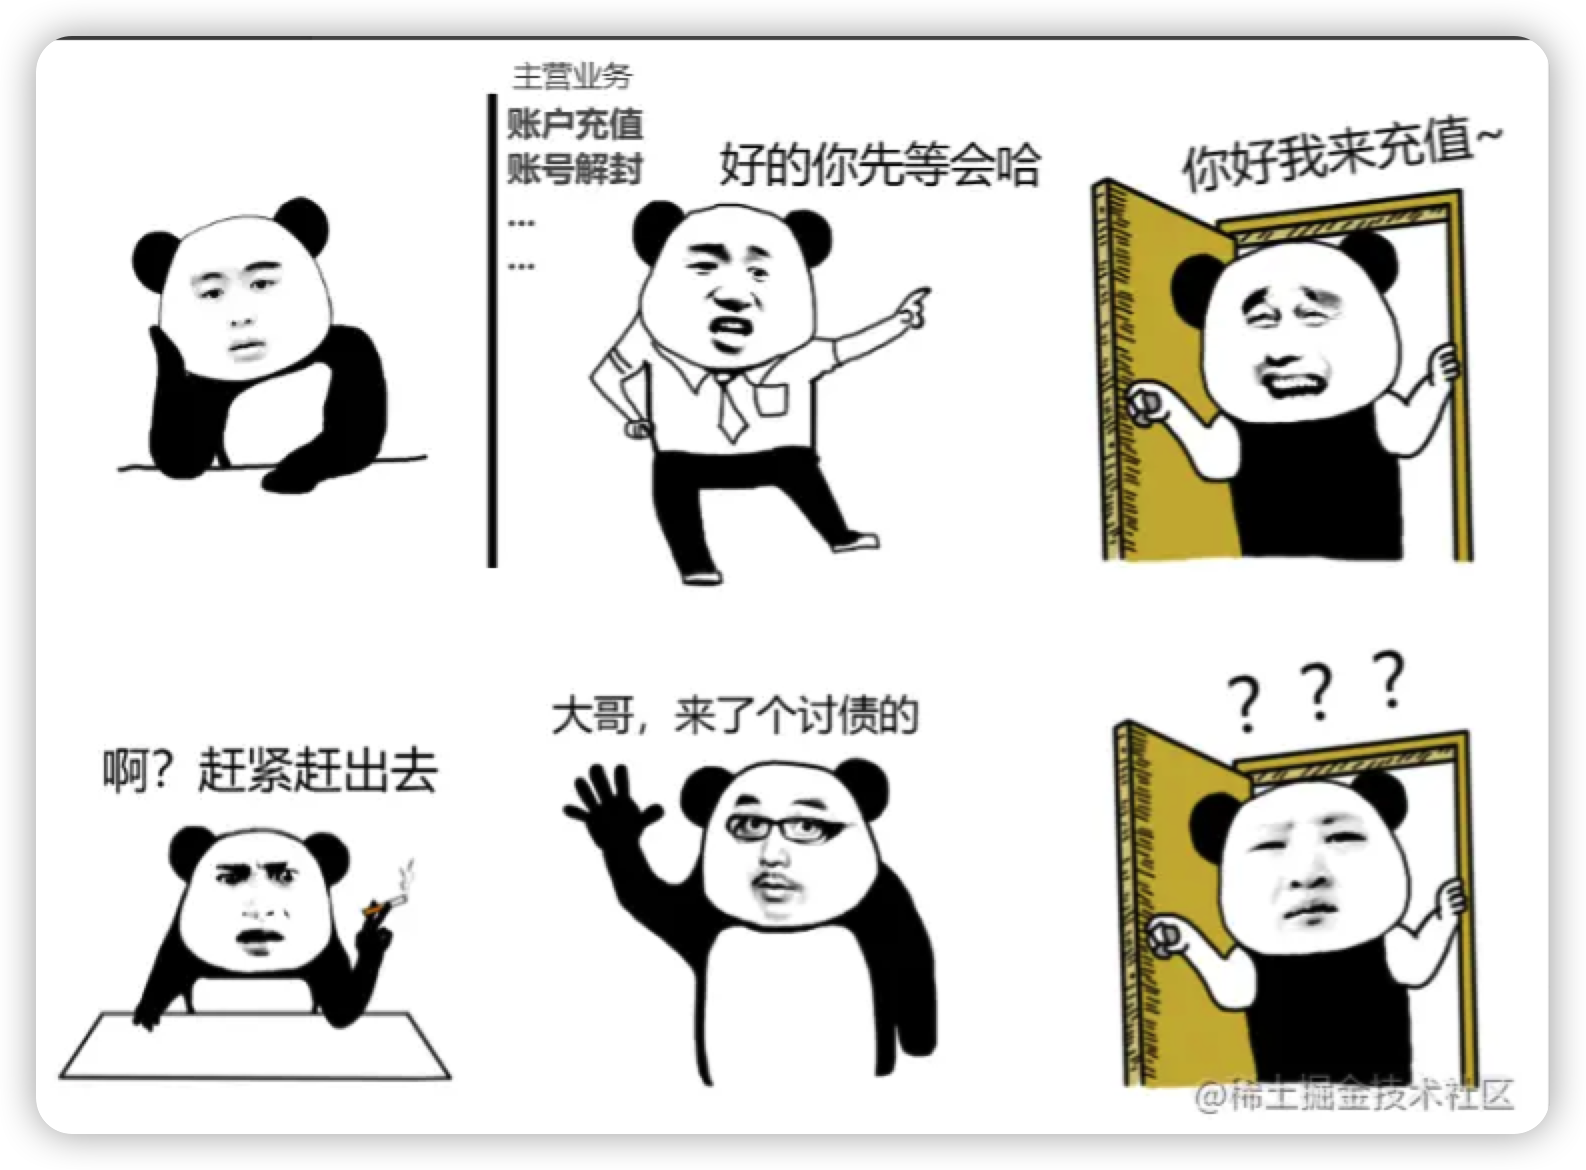 主营业务
账户充值
账号解封
...
...
好的你先等会哈
你好我来充值~
啊？赶紧赶出去
大哥，来了个讨债的
？？？
@稀土掘金技术社区